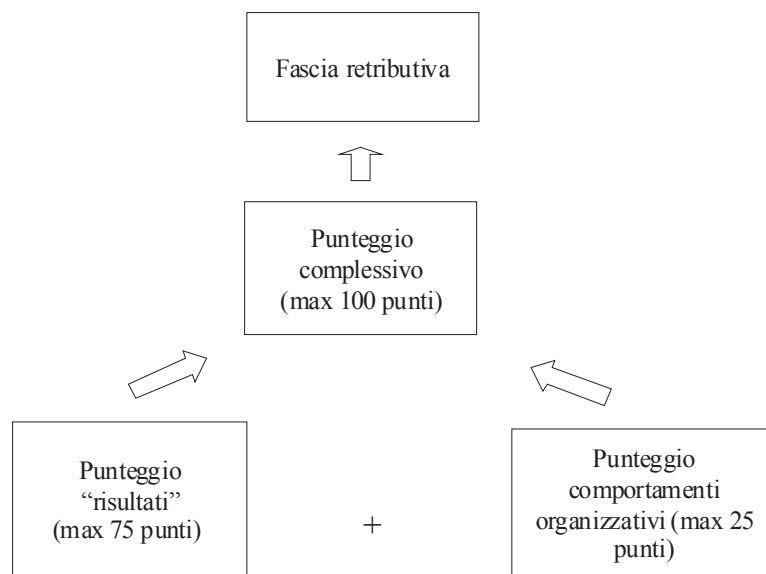 Fascia retributiva
Punteggio
complessivo
(max 100 punti)
Punteggio
“risultati”
(max 75 punti)
+
Punteggio
comportamenti
organizzativi (max 25
punti)